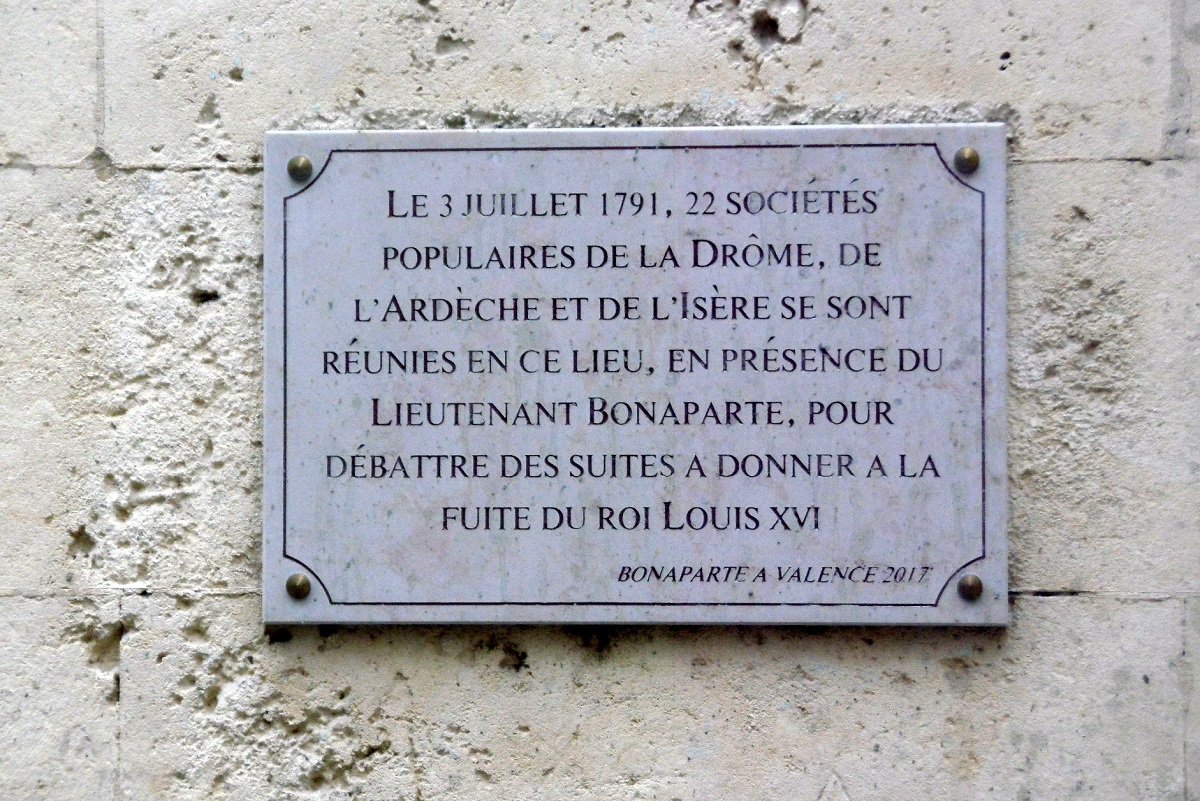 LE 3 JUILLET 1791, 22 SOCIÉTÉS
POPULAIRES DE LA DRÔME, DE
L'ARDÈCHE ET DE L'ISÈRE SE SONT
RÉUNIES EN CE LIEU, EN PRÉSENCE DU
LIEUTENANT BONAPARTE, POUR
DÉBATTRE DES SUITES A DONNER A LA
FUITE DU ROI LOUIS XVI
BONAPARTE A VALENCE 2017